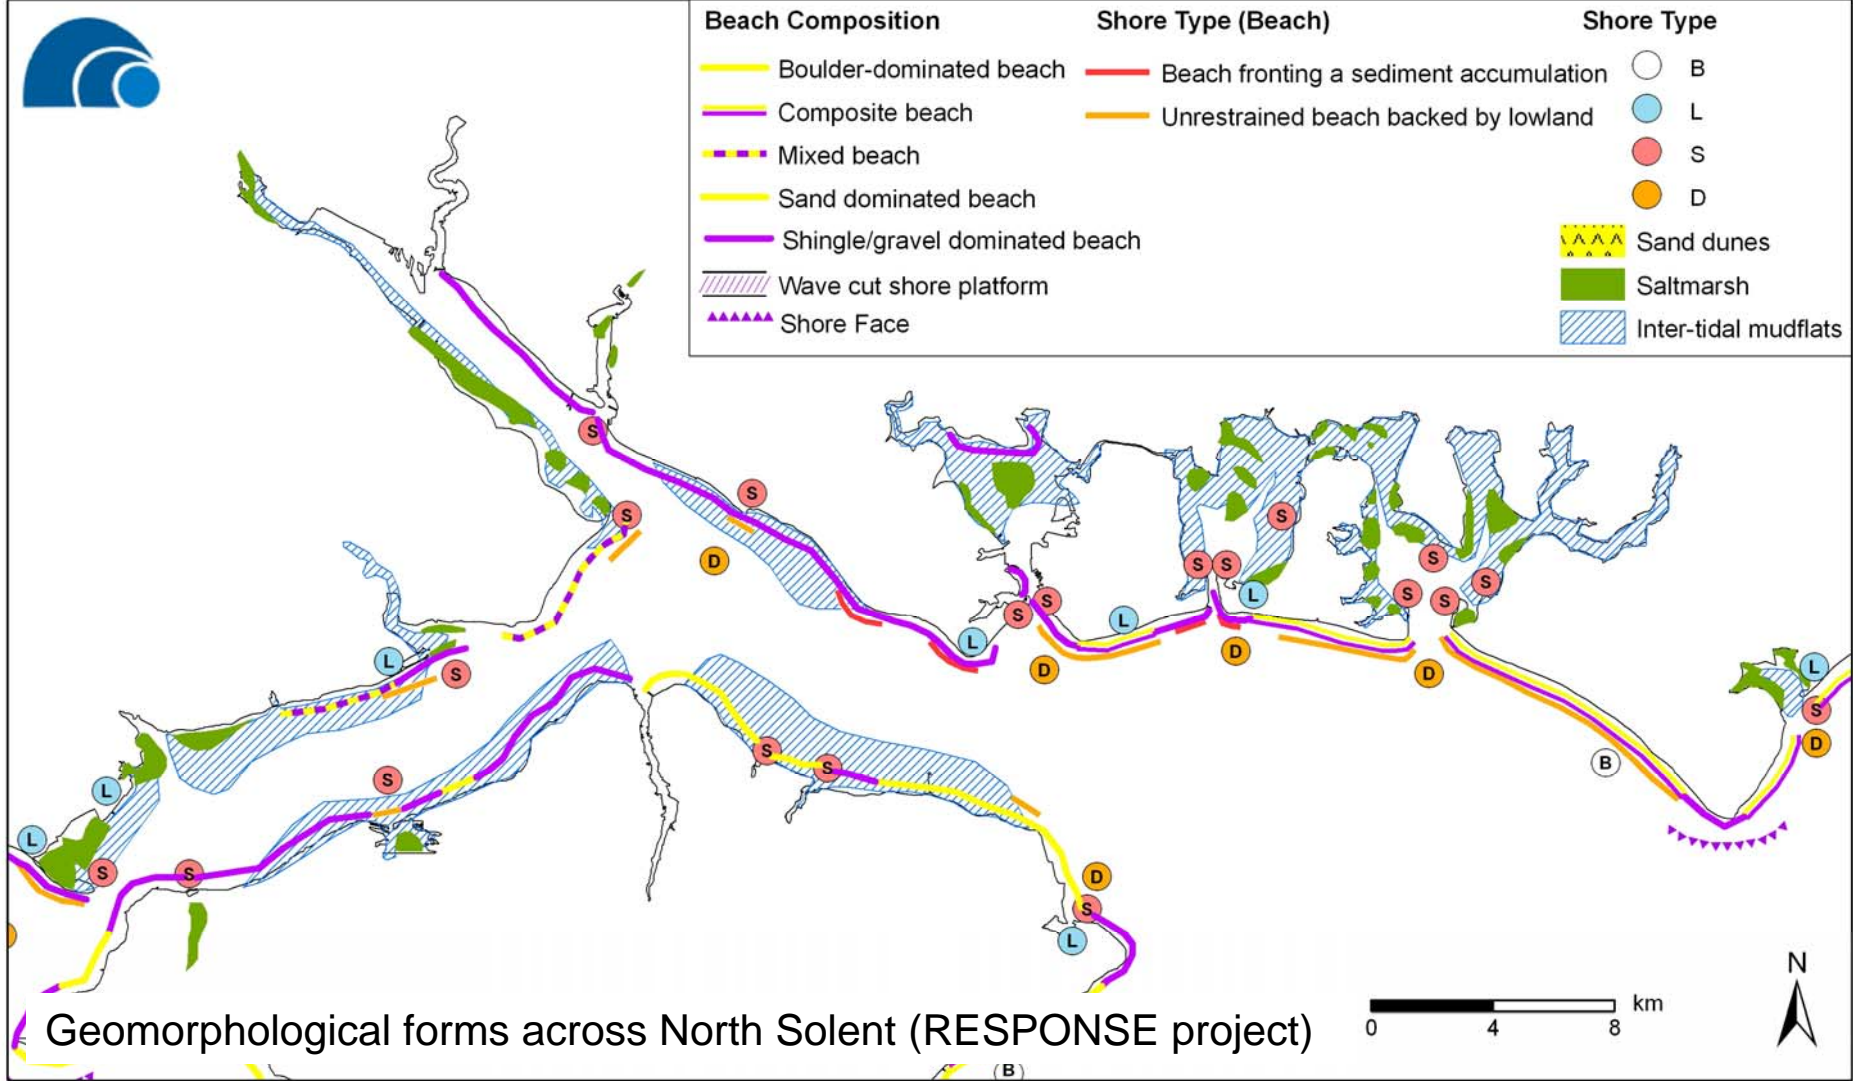 Beach Composition
Boulder-dominated beach
Composite beach
Mixed beach
Sand dominated beach
Shingle/gravel dominated beach
Wave cut shore platform
Shore Face
Shore Type (Beach)
Beach fronting a sediment accumulation
Unrestrained beach backed by lowland
Shore Type
B
L
S
D
Sand dunes
Saltmarsh
Inter-tidal mudflats
S
S
S
D
L
S
L
L
S
S
L
S
S
L
S
S
D
L
S
S
D
L
S
S
S
S
S
D
D
B
L
S
D
S
S
D
S
L
Geomorphological forms across North Solent (RESPONSE project)
km
0 4 8
N
B